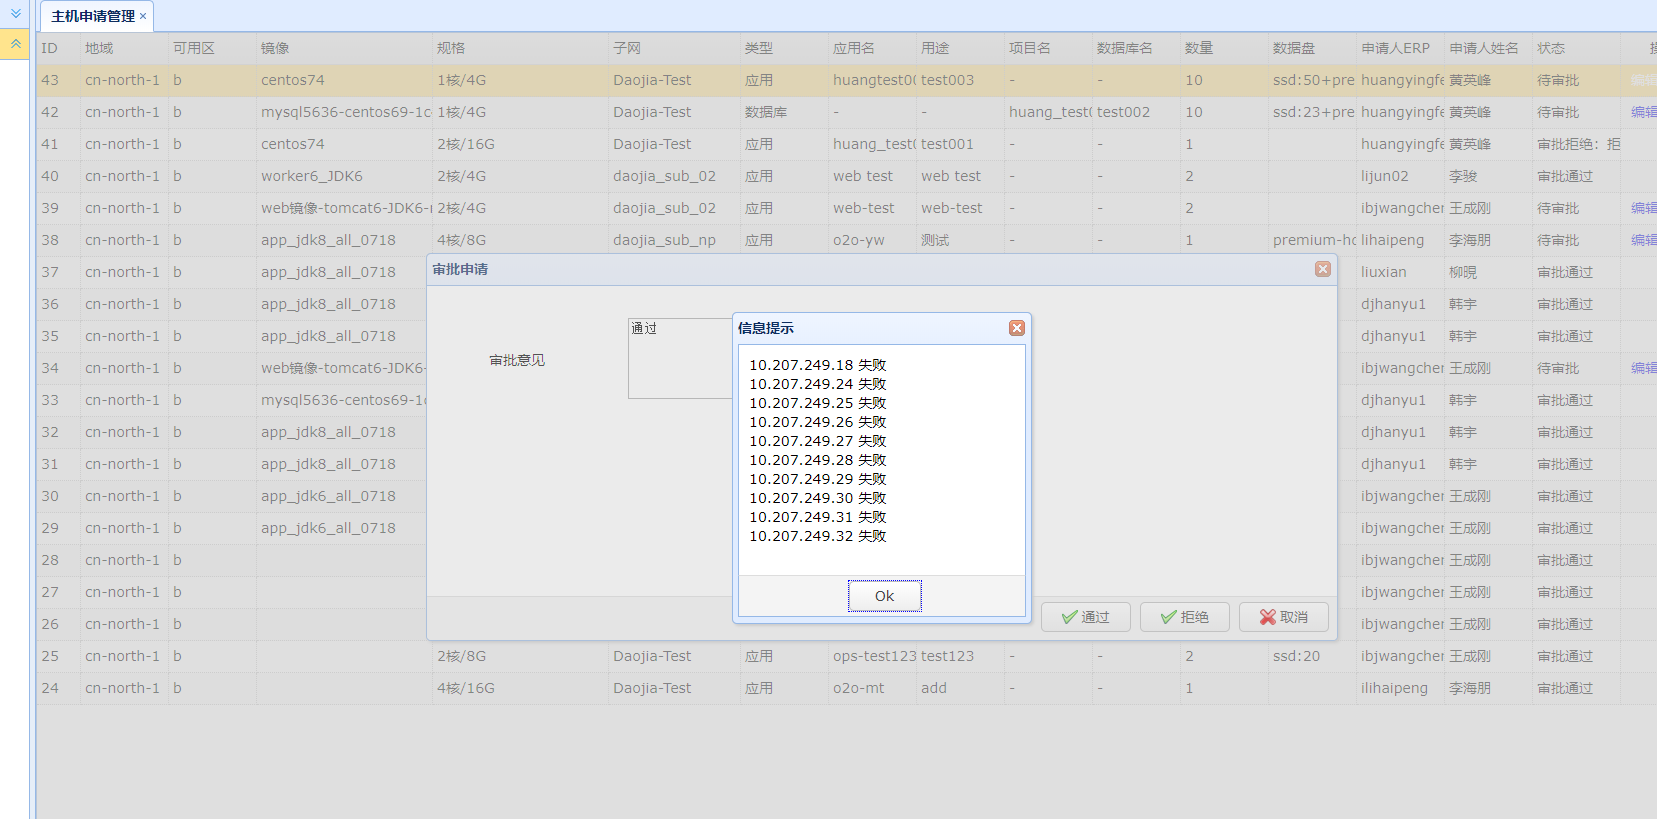 主机申请管理
ID 地域 可用区 镜像 规格 子网 类型 应用名 用途 项目名 数据库名 数量 数据盘 申请人ERP 申请人姓名 状态
43 cn-north-1 b centos74 1核/4G Daojia-Test 应用 huangtest00 test003 - - 10 ssd:50+pre huangyingfe 黄英峰 待审批 编辑
42 cn-north-1 b mysql5636-centos69-1c 1核/4G Daojia-Test 数据库 - - huang_test0 test002 10 ssd:23+pre huangyingfe 黄英峰 待审批 编辑
41 cn-north-1 b centos74 2核/16G Daojia-Test 应用 huang_test0 test001 - - 1 huangyingfe 黄英峰 审批拒绝：拒
40 cn-north-1 b worker6_JDK6 2核/4G daojia_sub_02 应用 web test web test - - 2 lijun02 李骏 审批通过
39 cn-north-1 b web镜像-tomcat6-JDK6-r 2核/4G daojia_sub_02 应用 web-test web-test - - 2 ibjwangcher 王成刚 待审批 编辑
38 cn-north-1 b app_jdk8_all_0718 4核/8G daojia_sub_np 应用 o2o-yw 测试 - - 1 premium-hd lihaipeng 李海朋 待审批 编辑
37 cn-north-1 b app_jdk8_all_0718 liuxian 柳晛 审批通过
36 cn-north-1 b app_jdk8_all_0718 djhanyu1 韩宇 审批通过
35 cn-north-1 b app_jdk8_all_0718 djhanyu1 韩宇 审批通过
34 cn-north-1 b web镜像-tomcat6-JDK6- ibjwangcher 王成刚 待审批 编辑
33 cn-north-1 b mysql5636-centos69-1c djhanyu1 韩宇 审批通过
32 cn-north-1 b app_jdk8_all_0718 djhanyu1 韩宇 审批通过
31 cn-north-1 b app_jdk8_all_0718 djhanyu1 韩宇 审批通过
30 cn-north-1 b app_jdk6_all_0718 ibjwangcher 王成刚 审批通过
29 cn-north-1 b app_jdk6_all_0718 ibjwangcher 王成刚 审批通过
28 cn-north-1 b ibjwangcher 王成刚 审批通过
27 cn-north-1 b ibjwangcher 王成刚 审批通过
26 cn-north-1 b ibjwangcher 王成刚 审批通过
25 cn-north-1 b 2核/8G Daojia-Test 应用 ops-test123 test123 - - 2 ssd:20 ibjwangcher 王成刚 审批通过
24 cn-north-1 b 4核/16G Daojia-Test 应用 o2o-mt add - - 1 ilihaipeng 李海朋 审批通过
审批申请
审批意见
通过
信息提示
10.207.249.18 失败
10.207.249.24 失败
10.207.249.25 失败
10.207.249.26 失败
10.207.249.27 失败
10.207.249.28 失败
10.207.249.29 失败
10.207.249.30 失败
10.207.249.31 失败
10.207.249.32 失败
Ok
通过 拒绝 取消